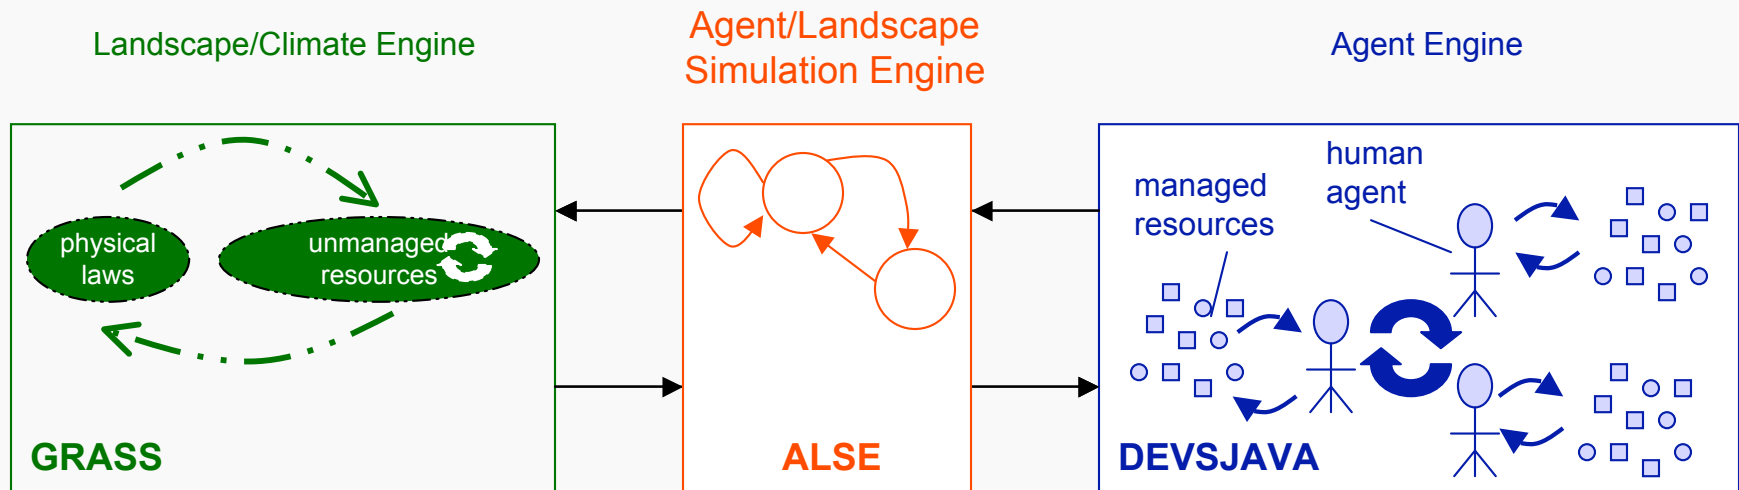 Landscape/Climate Engine
Agent/Landscape
Simulation Engine
Agent Engine
physical
laws
unmanaged
resources
GRASS
ALSE
managed
resources
human
agent
DEVSJAVA